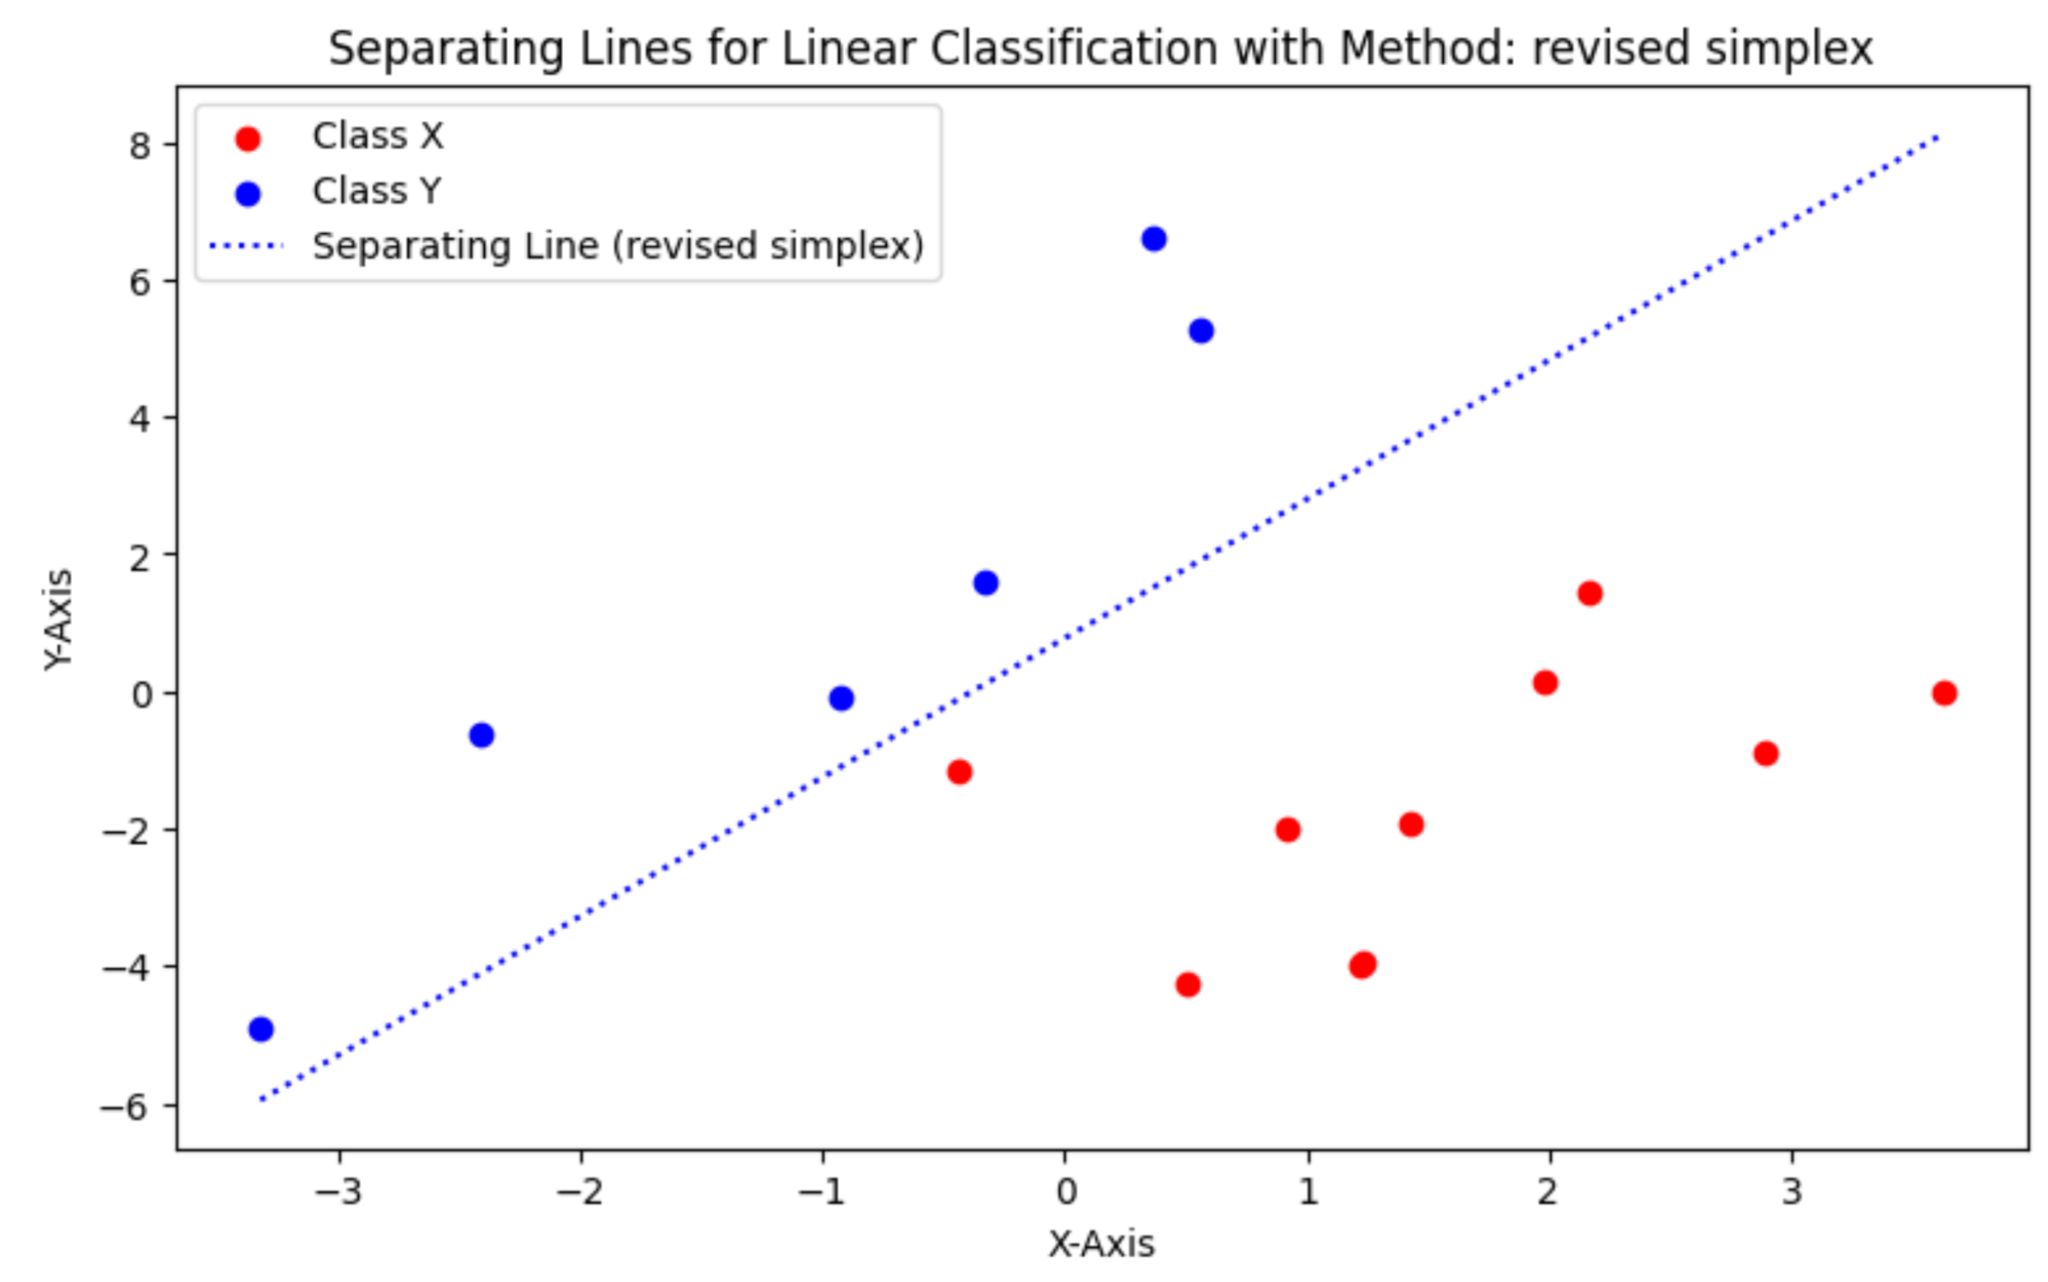 Separating Lines for Linear Classification with Method: revised simplex
Class X
Class Y
Separating Line (revised simplex)
8
6
4
2
0
−2
−4
−6
Y-Axis
−3 −2 −1 0 1 2 3
X-Axis